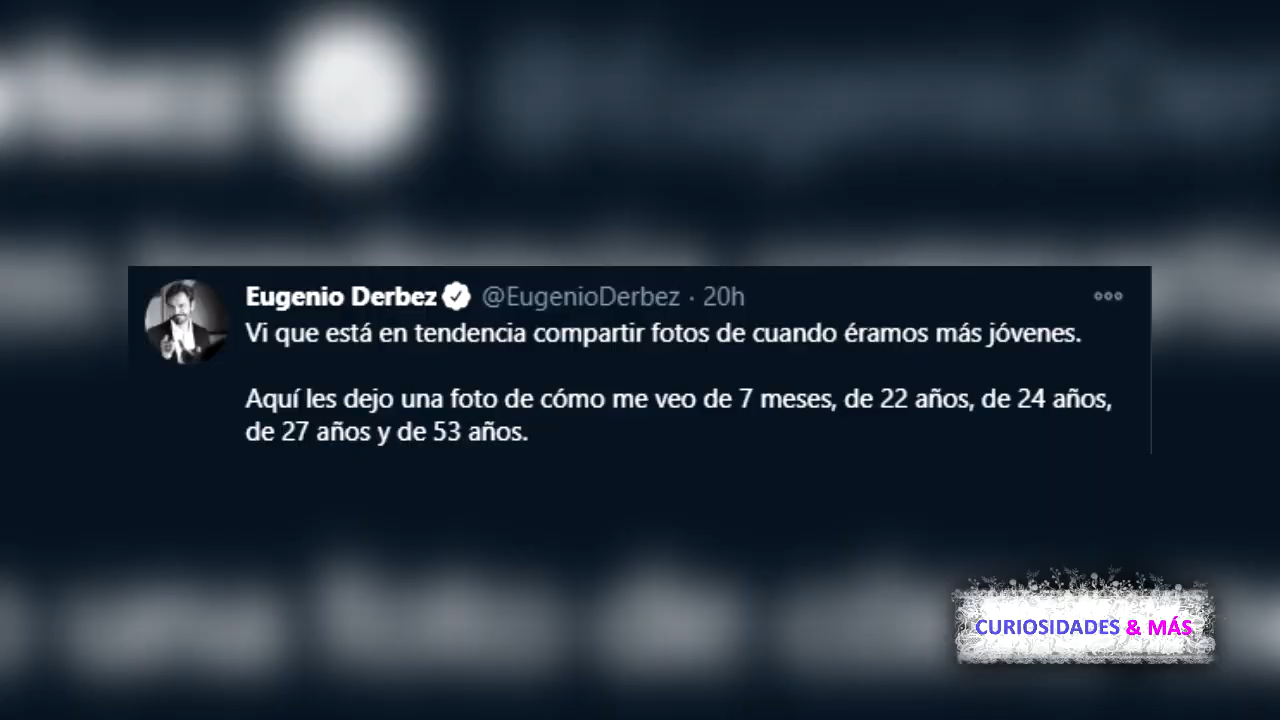 Eugenio Derbez @EugenioDerbez · 20h
Vi que está en tendencia compartir fotos de cuando éramos más jóvenes.
Aquí les dejo una foto de cómo me veo de 7 meses, de 22 años, de 24 años,
de 27 años y de 53 años.
CURIOSIDADES & MÁS